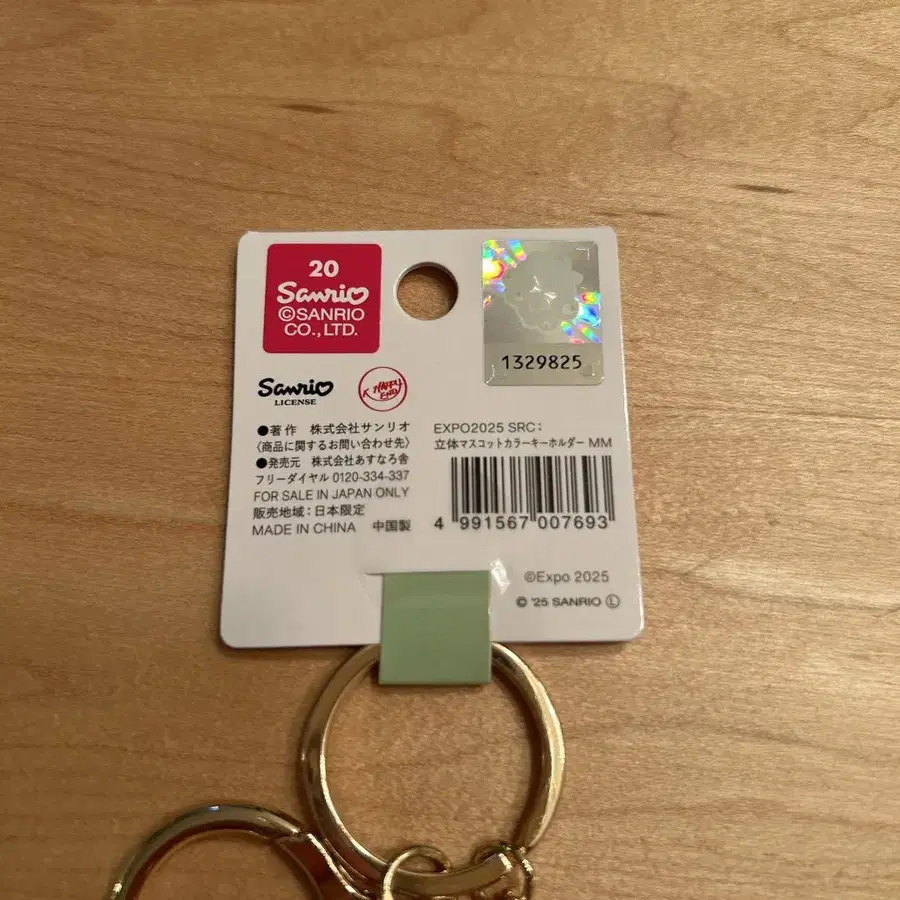 20
Sanrio
©SANRIO
CO.,LTD.
1329825
Sanrio
LICENSE
HAPPY
END
●著作 株式会社サンリオ
〈商品に関するお問い合わせ先〉
●発売元 株式会社あすなろ舎
フリーダイヤル 0120-334-337
FOR SALE IN JAPAN ONLY
販売地域：日本限定
MADE IN CHINA 中国製
EXPO2025 SRC：
立体マスコットカラーキーホルダー MM
4 991567 007693
©Expo 2025
© '25 SANRIO Ⓛ